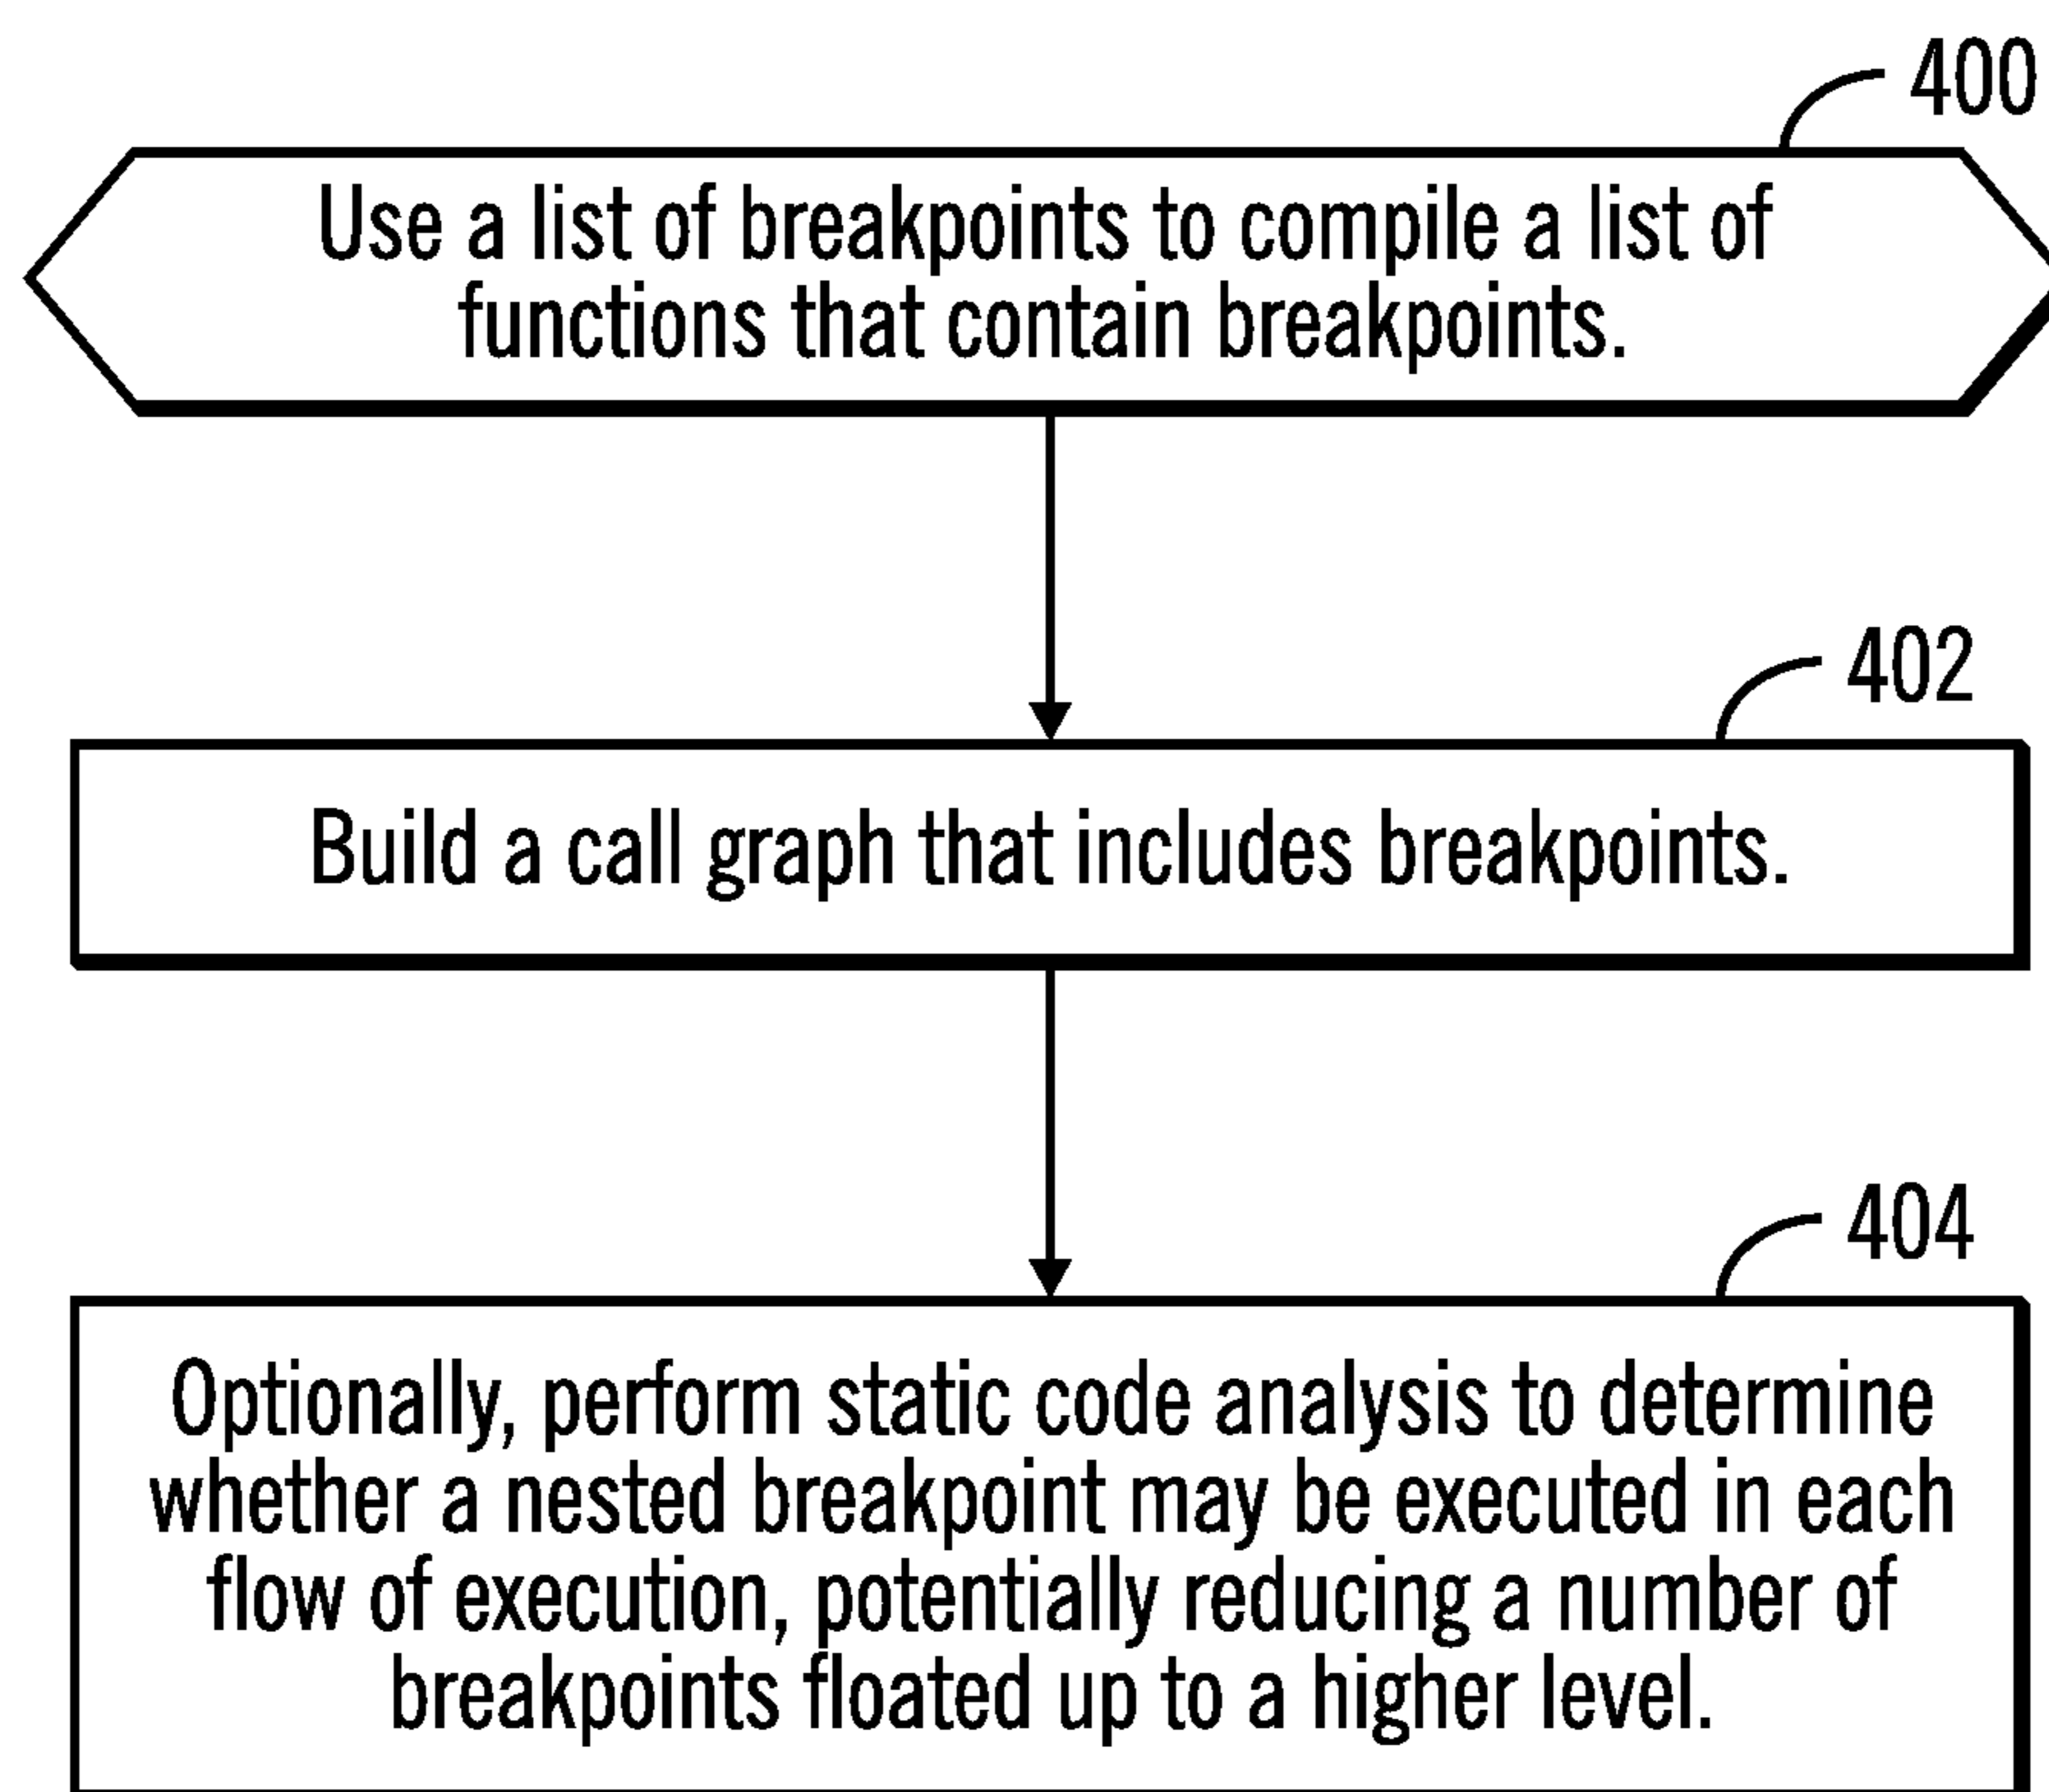 400
Use a list of breakpoints to compile a list of
functions that contain breakpoints.
402
Build a call graph that includes breakpoints.
404
Optionally, perform static code analysis to determine
whether a nested breakpoint may be executed in each
flow of execution, potentially reducing a number of
breakpoints floated up to a higher level.